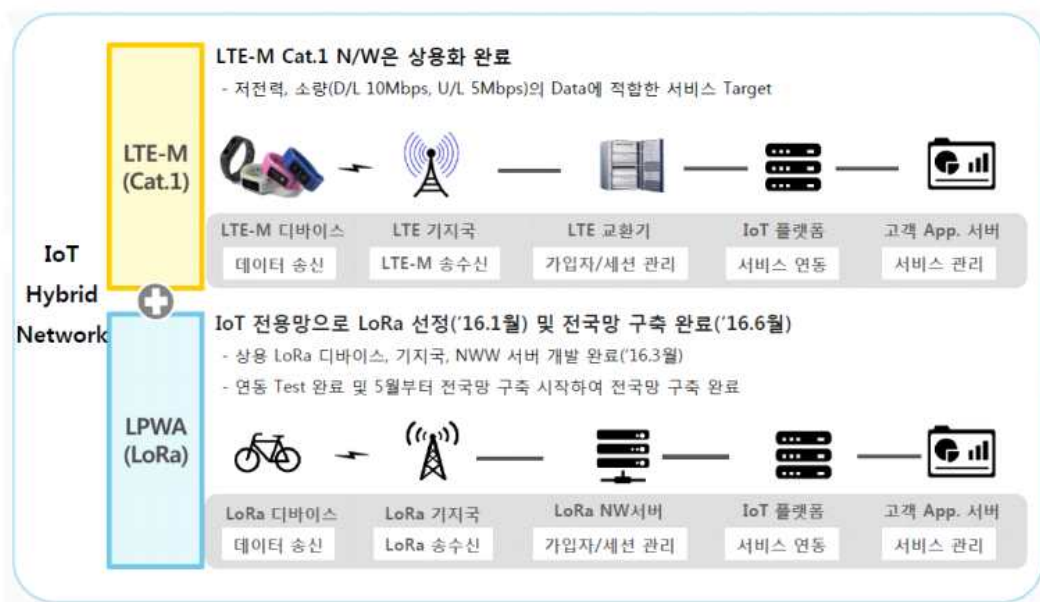 IoT
Hybrid
Network
LTE-M
(Cat.1)
LTE-M Cat.1 N/W은 상용화 완료
- 저전력, 소량(D/L 10Mbps, U/L 5Mbps)의 Data에 적합한 서비스 Target
LTE-M 디바이스 LTE 기지국 LTE 교환기 IoT 플랫폼 고객 App. 서버
데이터 송신 LTE-M 송수신 가입자/세션 관리 서비스 연동 서비스 관리
LPWA
(LoRa)
IoT 전용망으로 LoRa 선정('16.1월) 및 전국망 구축 완료('16.6월)
- 상용 LoRa 디바이스, 기지국, NWW 서버 개발 완료('16.3월)
- 연동 Test 완료 및 5월부터 전국망 구축 시작하여 전국망 구축 완료
LoRa 디바이스 LoRa 기지국 LoRa NW서버 IoT 플랫폼 고객 App. 서버
데이터 송신 LoRa 송수신 가입자/세션 관리 서비스 연동 서비스 관리